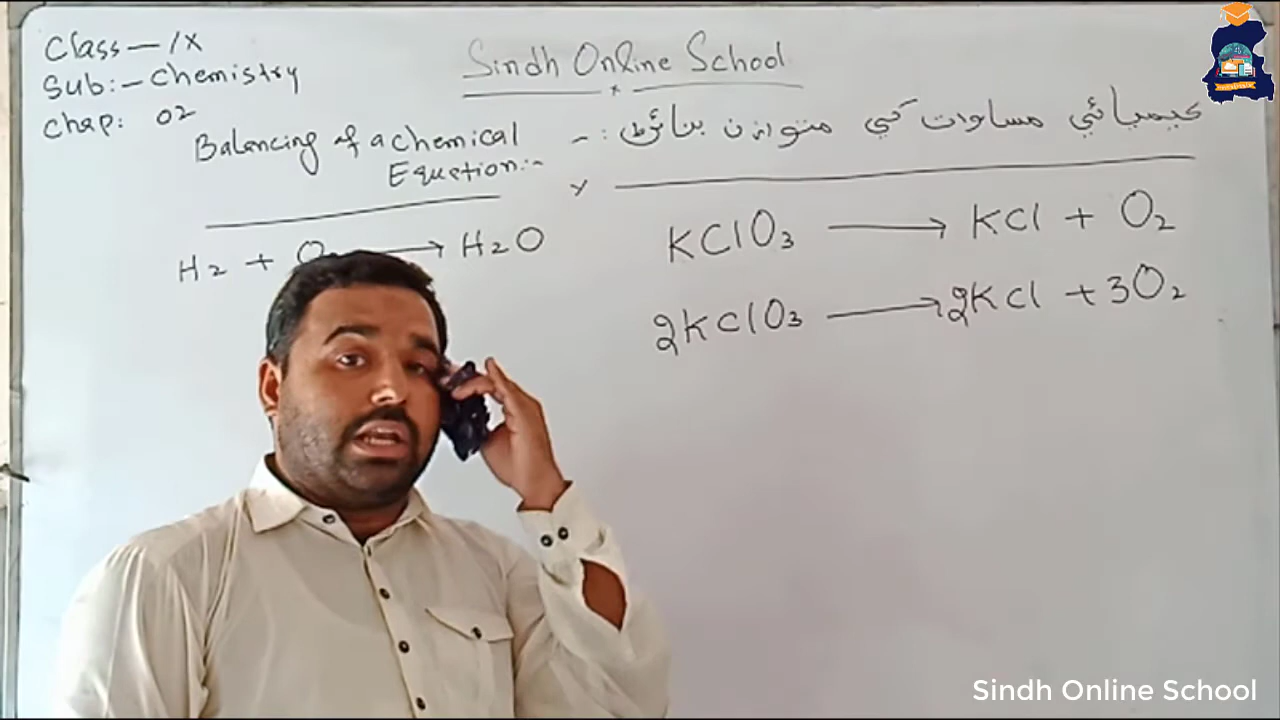 Class — IX
Sub:- Chemistry
Chap: 02
Sindh Online School
Balancing of a chemical
Equation:-
ڪيميائي مساوات کي متوازن بنائڻ :-
H₂ + O₂ → H₂O
KClO₃ → KCl + O₂
2KClO₃ → 2KCl + 3O₂
Sindh Online School